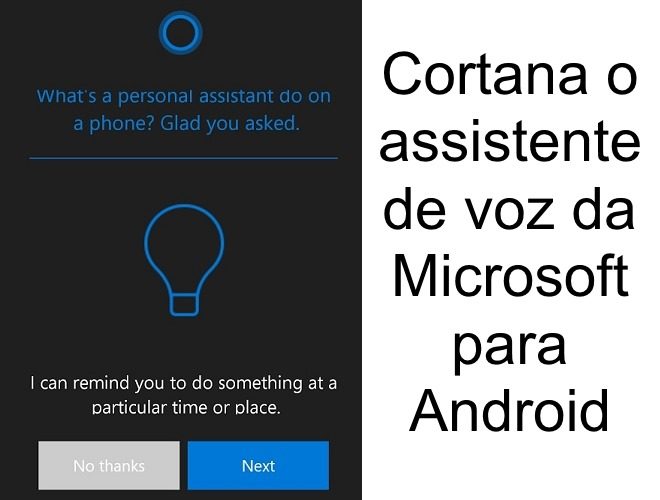 What's a personal assistant do on
a phone? Glad you asked.
I can remind you to do something at a
particular time or place.
No thanks
Next
Cortana o
assistente
de voz da
Microsoft
para
Android